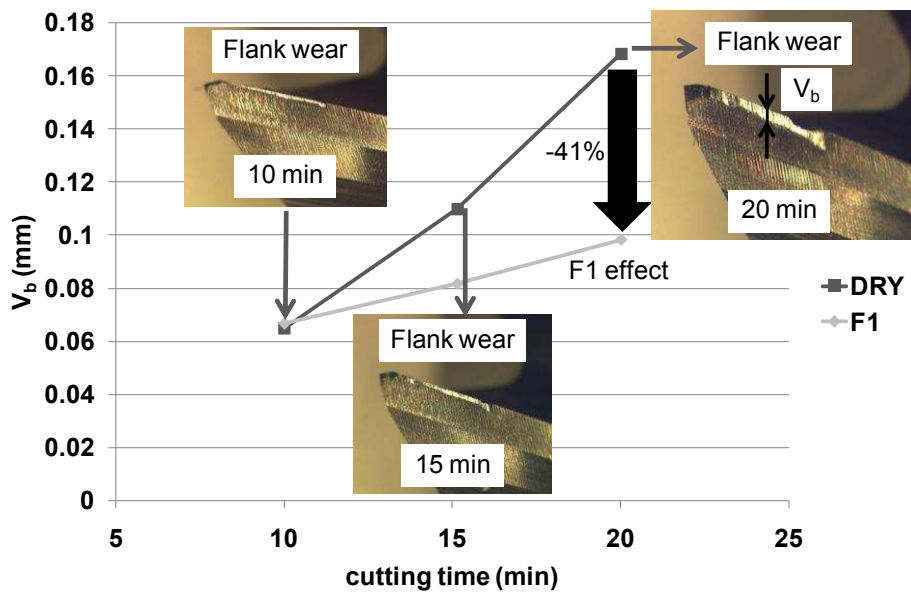 0.18
0.16
0.14
0.12
0.1
0.08
0.06
0.04
0.02
0
Vb (mm)
5
10
15
20
25
cutting time (min)
Flank wear
10 min
Flank wear
15 min
-41%
F1 effect
Flank wear
Vb
20 min
DRY
F1